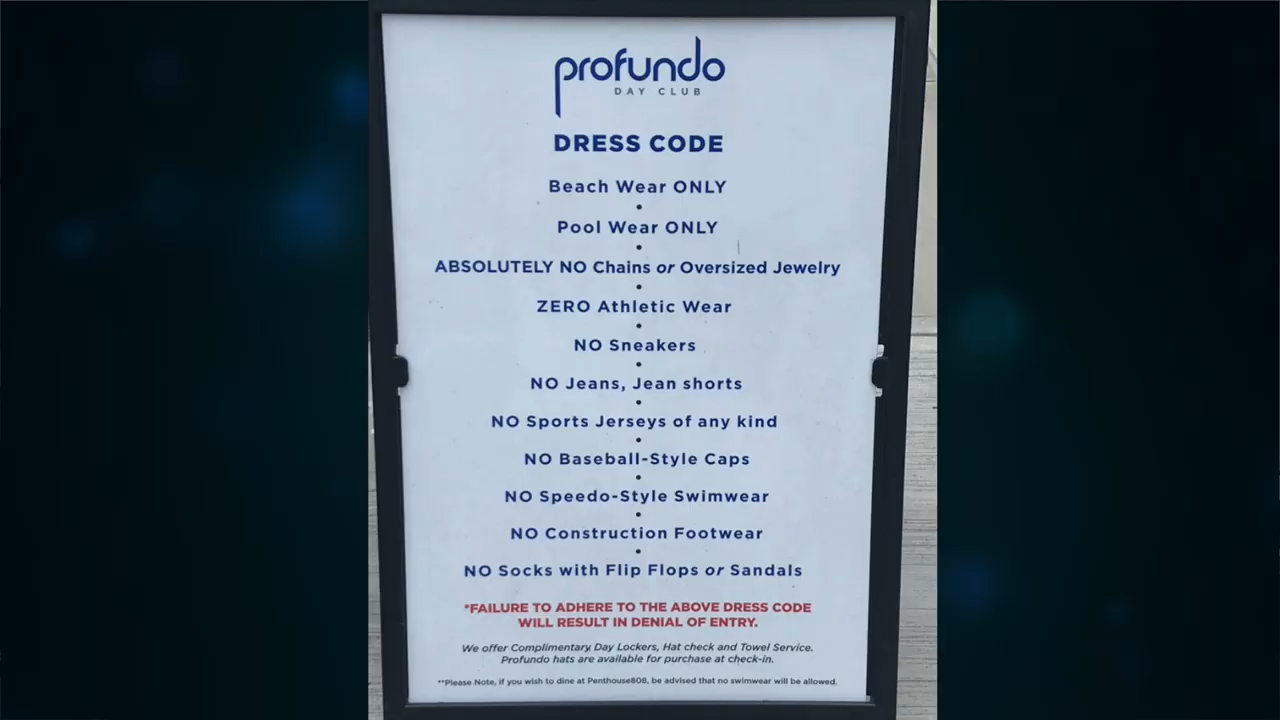 profundo
DAY CLUB
DRESS CODE
Beach Wear ONLY
•
Pool Wear ONLY
•
ABSOLUTELY NO Chains or Oversized Jewelry
•
ZERO Athletic Wear
•
NO Sneakers
•
NO Jeans, Jean shorts
•
NO Sports Jerseys of any kind
•
NO Baseball-Style Caps
•
NO Speedo-Style Swimwear
•
NO Construction Footwear
•
NO Socks with Flip Flops or Sandals
*FAILURE TO ADHERE TO THE ABOVE DRESS CODE
WILL RESULT IN DENIAL OF ENTRY.
We offer Complimentary Day Lockers, Hat check and Towel Service.
Profundo hats are available for purchase at check-in.
**Please Note, if you wish to dine at Penthouse808, be advised that no swimwear will be allowed.